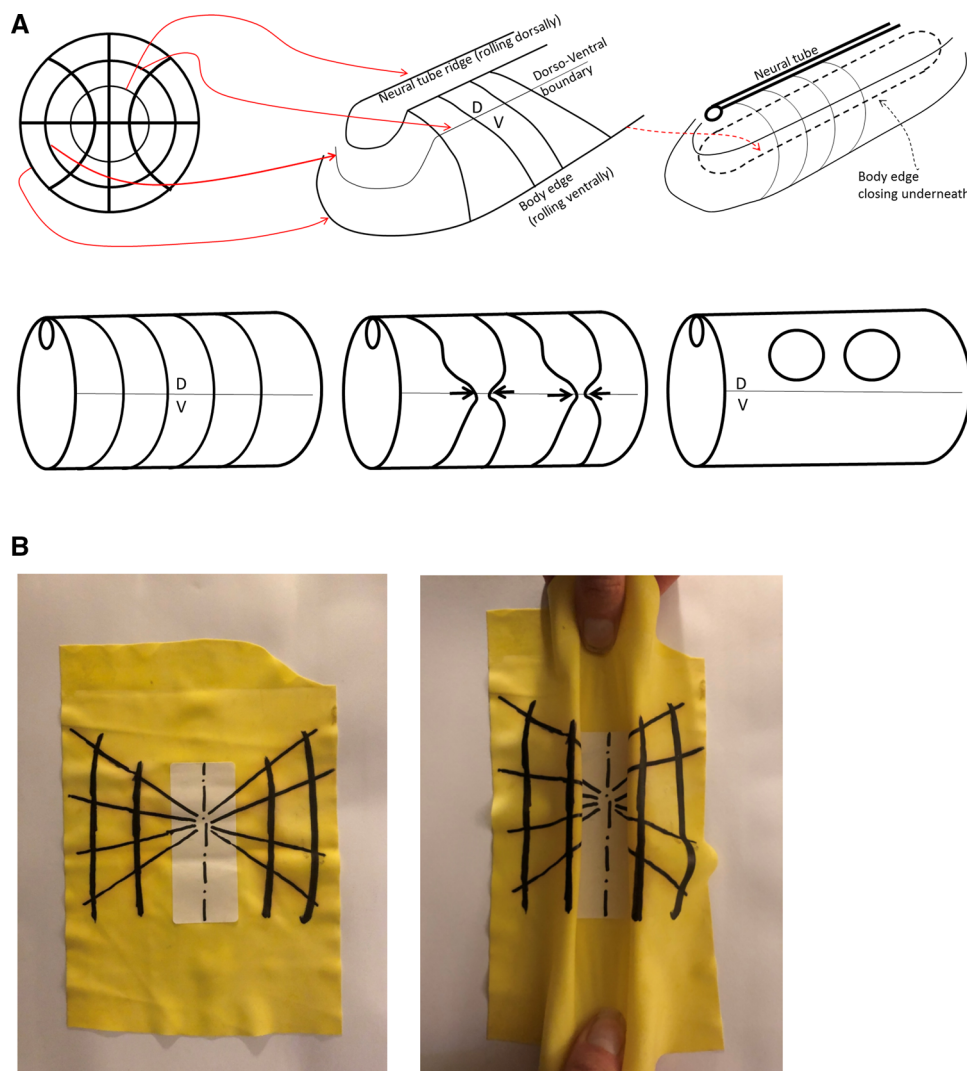 A
Neural tube ridge (rolling dorsally)
Dorso-Ventral
boundary
D
V
Body edge
(rolling ventrally)
Neural tube
Body edge
closing underneath
D
V
D
V
B